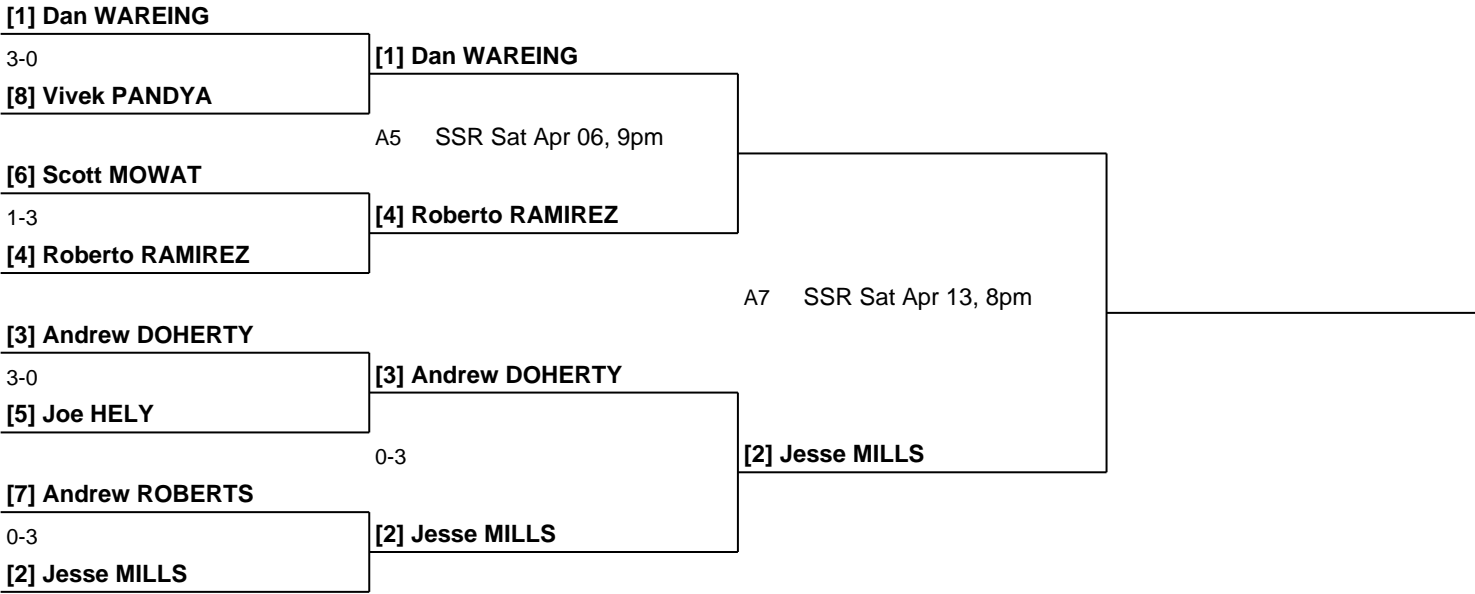 [1] Dan WAREING
3-0
[1] Dan WAREING
[8] Vivek PANDYA
A5 SSR Sat Apr 06, 9pm
[6] Scott MOWAT
1-3
[4] Roberto RAMIREZ
[4] Roberto RAMIREZ
A7 SSR Sat Apr 13, 8pm
[3] Andrew DOHERTY
3-0
[3] Andrew DOHERTY
[5] Joe HELY
0-3
[2] Jesse MILLS
[7] Andrew ROBERTS
0-3
[2] Jesse MILLS
[2] Jesse MILLS